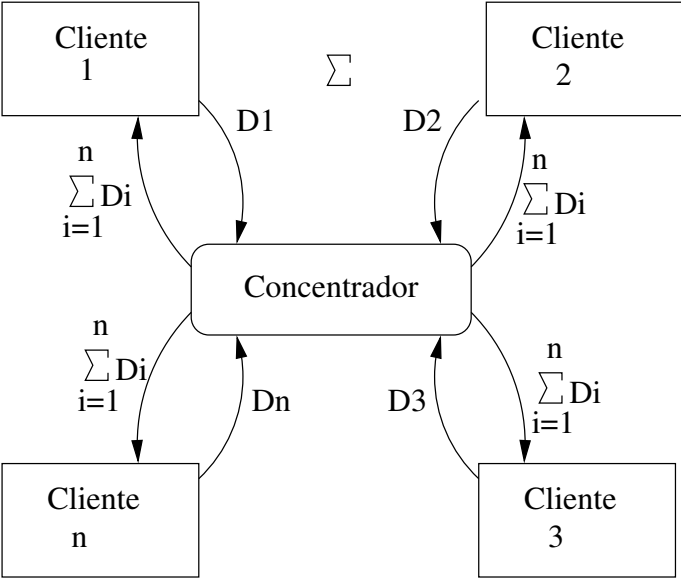 Cliente
1
∑
Cliente
2
D1
D2
n
∑ Di
i=1
n
∑ Di
i=1
Concentrador
n
∑ Di
i=1
Dn
D3
n
∑ Di
i=1
Cliente
n
Cliente
3